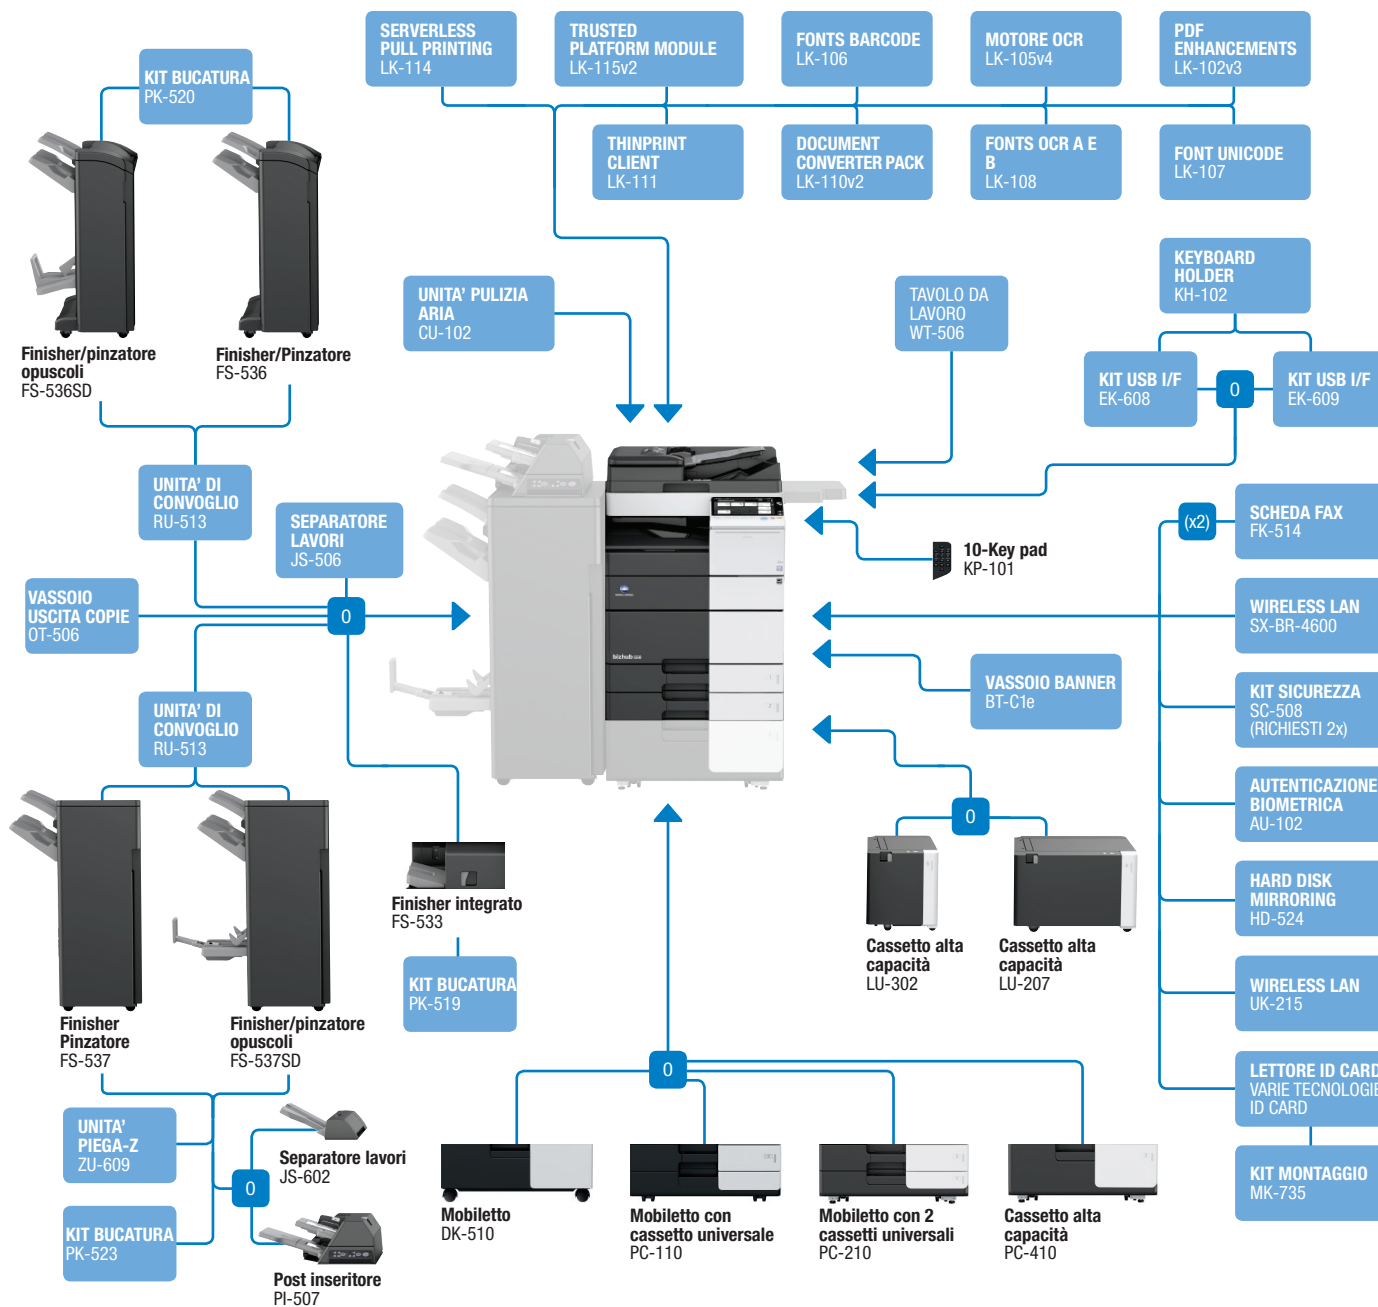 SERVERLESS
PULL PRINTING
LK-114
TRUSTED
PLATFORM MODULE
LK-115v2
FONTS BARCODE
LK-106
MOTORE OCR
LK-105v4
PDF
ENHANCEMENTS
LK-102v3
KIT BUCATURA
PK-520
THINPRINT
CLIENT
LK-111
DOCUMENT
CONVERTER PACK
LK-110v2
FONTS OCR A E
B
LK-108
FONT UNICODE
LK-107
Finisher/pinzatore
opuscoli
FS-536SD
Finisher/Pinzatore
FS-536
UNITA' PULIZIA
ARIA
CU-102
TAVOLO DA
LAVORO
WT-506
KEYBOARD
HOLDER
KH-102
KIT USB I/F
EK-608
0
KIT USB I/F
EK-609
UNITA' DI
CONVOGLIO
RU-513
SEPARATORE
LAVORI
JS-506
VASSOIO
USCITA COPIE
OT-506
0
10-Key pad
KP-101
(x2)
SCHEDA FAX
FK-514
WIRELESS LAN
SX-BR-4600
bizhub
VASSOIO BANNER
BT-C1e
KIT SICUREZZA
SC-508
(RICHIESTI 2x)
UNITA' DI
CONVOGLIO
RU-513
AUTENTICAZIONE
BIOMETRICA
AU-102
0
HARD DISK
MIRRORING
HD-524
Finisher integrato
FS-533
Cassetto alta
capacità
LU-302
Cassetto alta
capacità
LU-207
KIT BUCATURA
PK-519
WIRELESS LAN
UK-215
Finisher
Pinzatore
FS-537
Finisher/pinzatore
opuscoli
FS-537SD
0
LETTORE ID CARD
VARIE TECNOLOGIE
ID CARD
UNITA'
PIEGA-Z
ZU-609
Separatore lavori
JS-602
0
KIT MONTAGGIO
MK-735
KIT BUCATURA
PK-523
Post inseritore
PI-507
Mobiletto
DK-510
Mobiletto con
cassetto universale
PC-110
Mobiletto con 2
cassetti universali
PC-210
Cassetto alta
capacità
PC-410